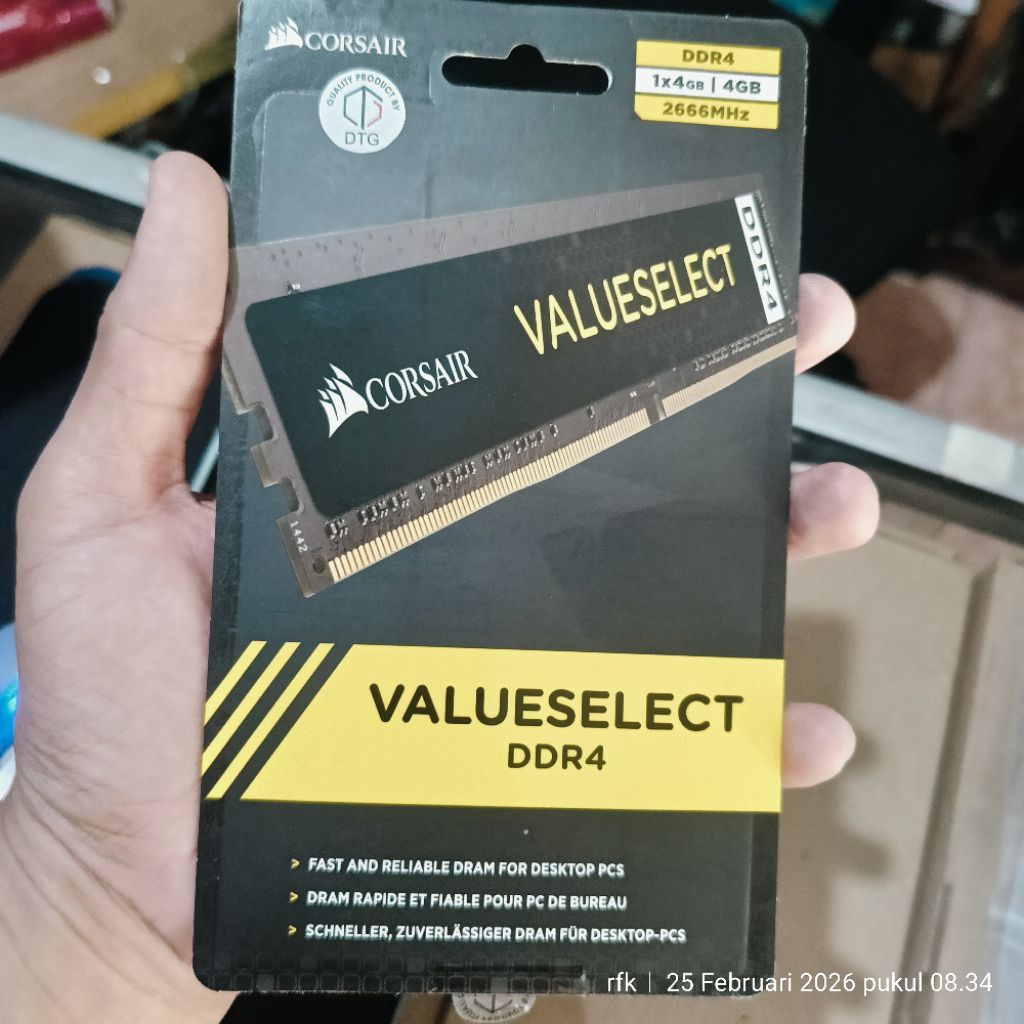 CORSAIR
QUALITY PRODUCT BY
DTG
DDR4
1x4GB | 4GB
2666MHz
DDR4
VALUESELECT
CORSAIR
1442
VALUESELECT
DDR4
> FAST AND RELIABLE DRAM FOR DESKTOP PCS
> DRAM RAPIDE ET FIABLE POUR PC DE BUREAU
> SCHNELLER, ZUVERLÄSSIGER DRAM FÜR DESKTOP-PCS
rfk | 25 Februari 2026 pukul 08.34